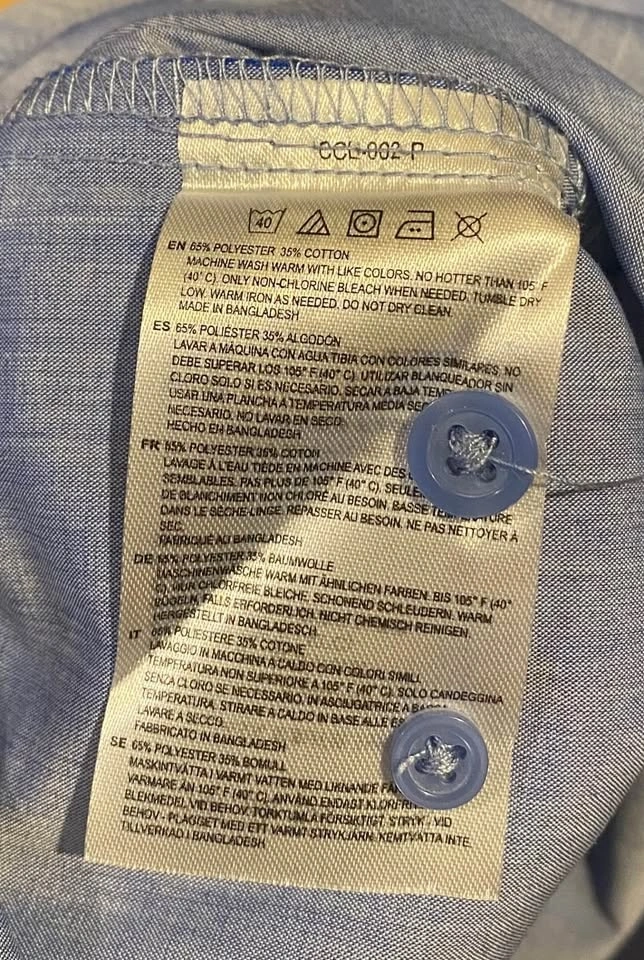 CCL-002 P
40
EN 65% POLYESTER 35% COTTON
MACHINE WASH WARM WITH LIKE COLORS. NO HOTTER THAN 105° F
(40° C). ONLY NON-CHLORINE BLEACH WHEN NEEDED. TUMBLE DRY
LOW. WARM IRON AS NEEDED. DO NOT DRY CLEAN.
MADE IN BANGLADESH
ES 65% POLIÉSTER 35% ALGODÓN
LAVAR A MÁQUINA CON AGUA TIBIA CON COLORES SIMILARES. NO
DEBE SUPERAR LOS 105° F (40° C). UTILIZAR BLANQUEADOR SIN
CLORO SOLO SI ES NECESARIO. SECAR A BAJA
USAR UNA PLANCHA A TEMPERATURA MEDIA
NECESARIO. NO LAVAR EN SECO.
HECHO EN BANGLADESH
FR 65% POLYESTER 35% COTON
LAVAGE À L'EAU TIÈDE EN MACHINE AVEC DES
SEMBLABLES. PAS PLUS DE 105° F (40° C).
DE BLANCHIMENT NON CHLORÉ AU BESOIN. BASSE
DANS LE SÈCHE-LINGE. REPASSER AU BESOIN. NE PAS NETTOYER À
SEC.
FABRIQUÉ AU BANGLADESH
DE 65% POLYESTER 35% BAUMWOLLE
MASCHINENWÄSCHE WARM MIT ÄHNLICHEN FARBEN. BIS 105° F (40°
C). NUR CHLORFREIE BLEICHE. SCHONEND SCHLEUDERN. WARM
BÜGELN, FALLS ERFORDERLICH. NICHT CHEMISCH REINIGEN.
HERGESTELLT IN BANGLADESCH
IT 65% POLIESTERE 35% COTONE
LAVAGGIO IN MACCHINA A CALDO CON COLORI SIMILI.
TEMPERATURA NON SUPERIORE A 105° F (40° C). SOLO CANDEGGINA
SENZA CLORO SE NECESSARIO. IN ASCIUGATRICE A
TEMPERATURA. STIRARE A CALDO IN BASE ALLE
LAVARE A SECCO.
FABBRICATO IN BANGLADESH
SE 65% POLYESTER 35% BOMULL
MASKINTVÄTTA I VARMT VATTEN MED LIKNANDE
VARMARE ÄN 105° F (40° C). ANVÄND ENDAST
BLEKMEDEL, VID BEHOV. TORKTUMLA FÖRSIKTIGT. STRYK - VID
BEHOV - PLAGGET MED ETT VARMT STRYKJÄRN. KEMTVÄTTA INTE.
TILLVERKAD I BANGLADESH